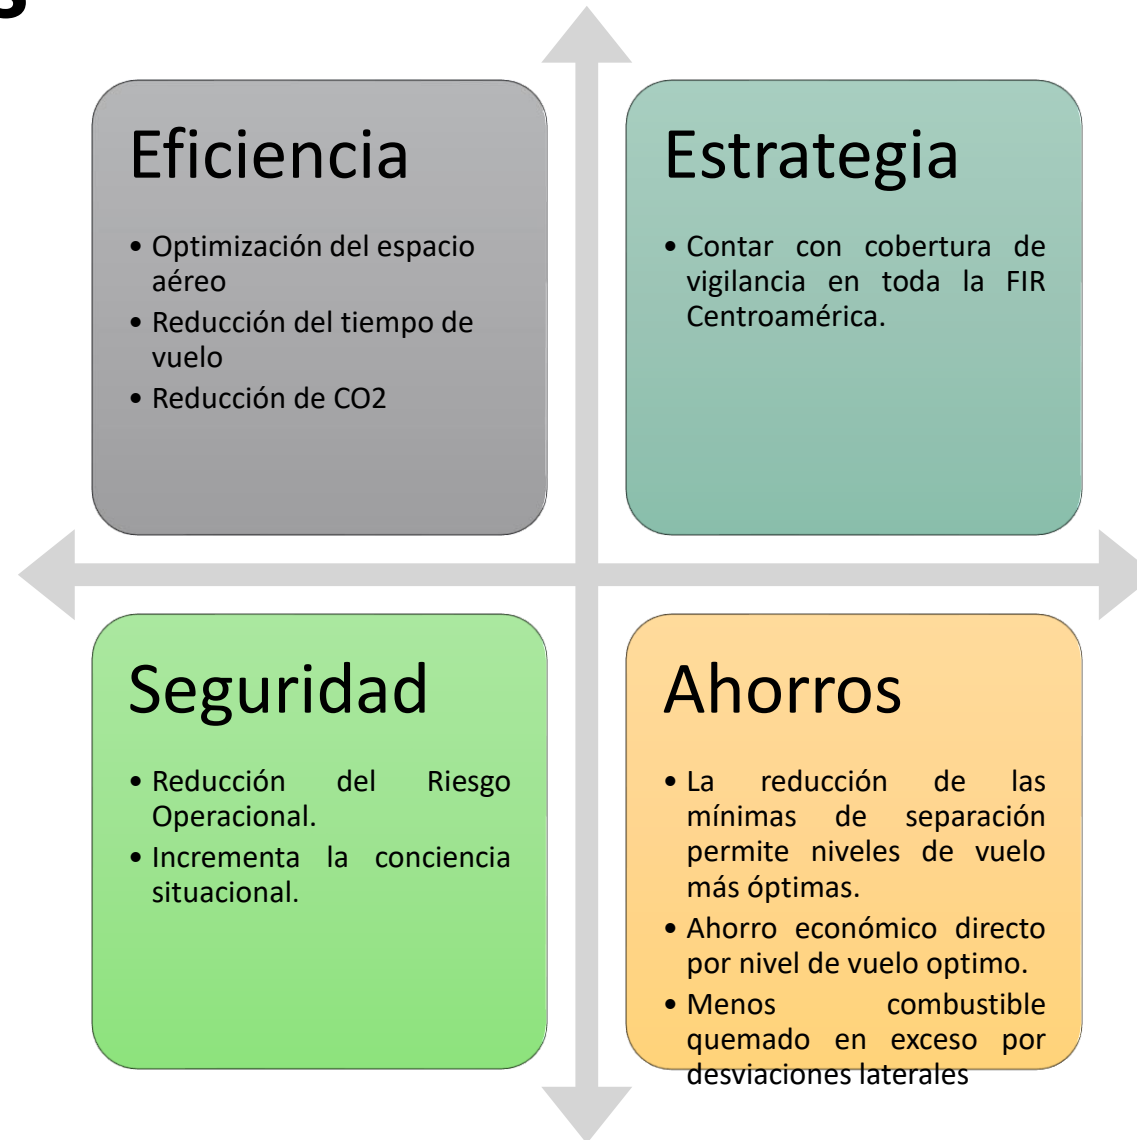 Eficiencia
• Optimización del espacio
aéreo
• Reducción del tiempo de
vuelo
• Reducción de CO2
Estrategia
• Contar con cobertura de
vigilancia en toda la FIR
Centroamérica.
Seguridad
• Reducción del Riesgo
Operacional.
• Incrementa la conciencia
situacional.
Ahorros
• La reducción de las
mínimas de separación
permite niveles de vuelo
más óptimas.
• Ahorro económico directo
por nivel de vuelo optimo.
• Menos combustible
quemado en exceso por
desviaciones laterales